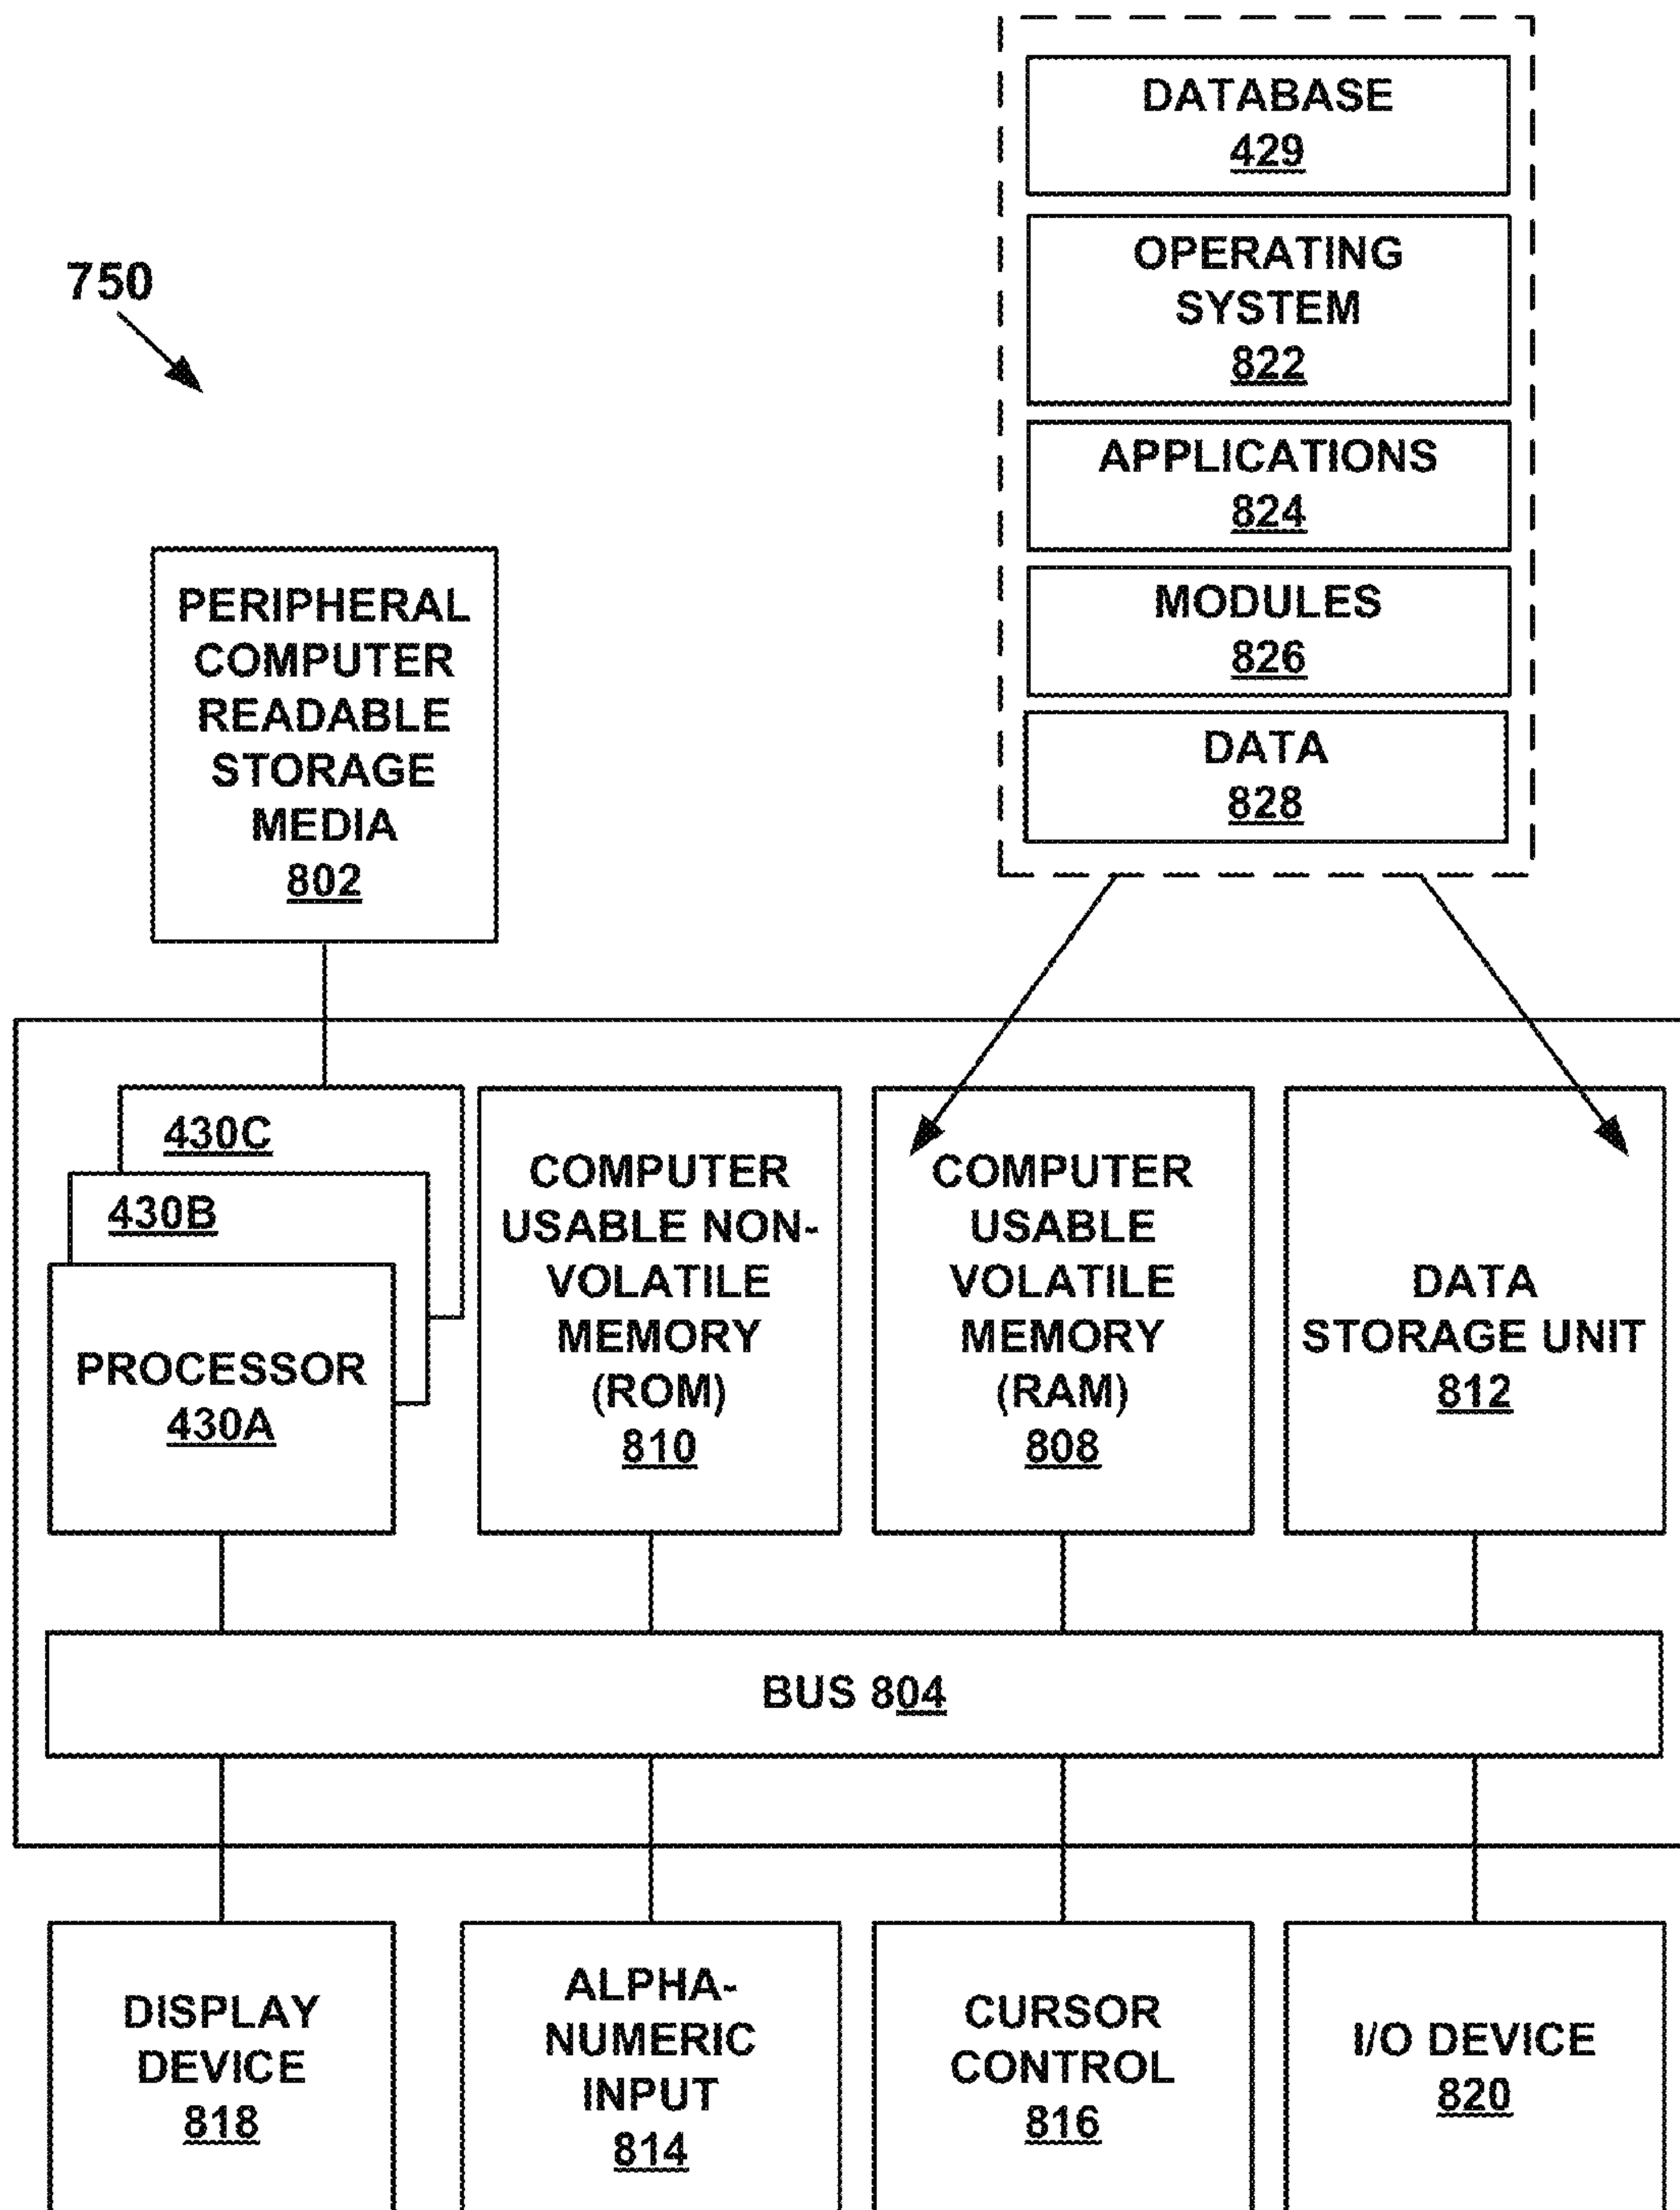 DATABASE
429
OPERATING
SYSTEM
822
APPLICATIONS
824
MODULES
826
DATA
828
750
PERIPHERAL
COMPUTER
READABLE
STORAGE
MEDIA
802
430C
430B
PROCESSOR
430A
COMPUTER
USABLE NON-
VOLATILE
MEMORY
(ROM)
810
COMPUTER
USABLE
VOLATILE
MEMORY
(RAM)
808
DATA
STORAGE UNIT
812
BUS 804
DISPLAY
DEVICE
818
ALPHA-
NUMERIC
INPUT
814
CURSOR
CONTROL
816
I/O DEVICE
820